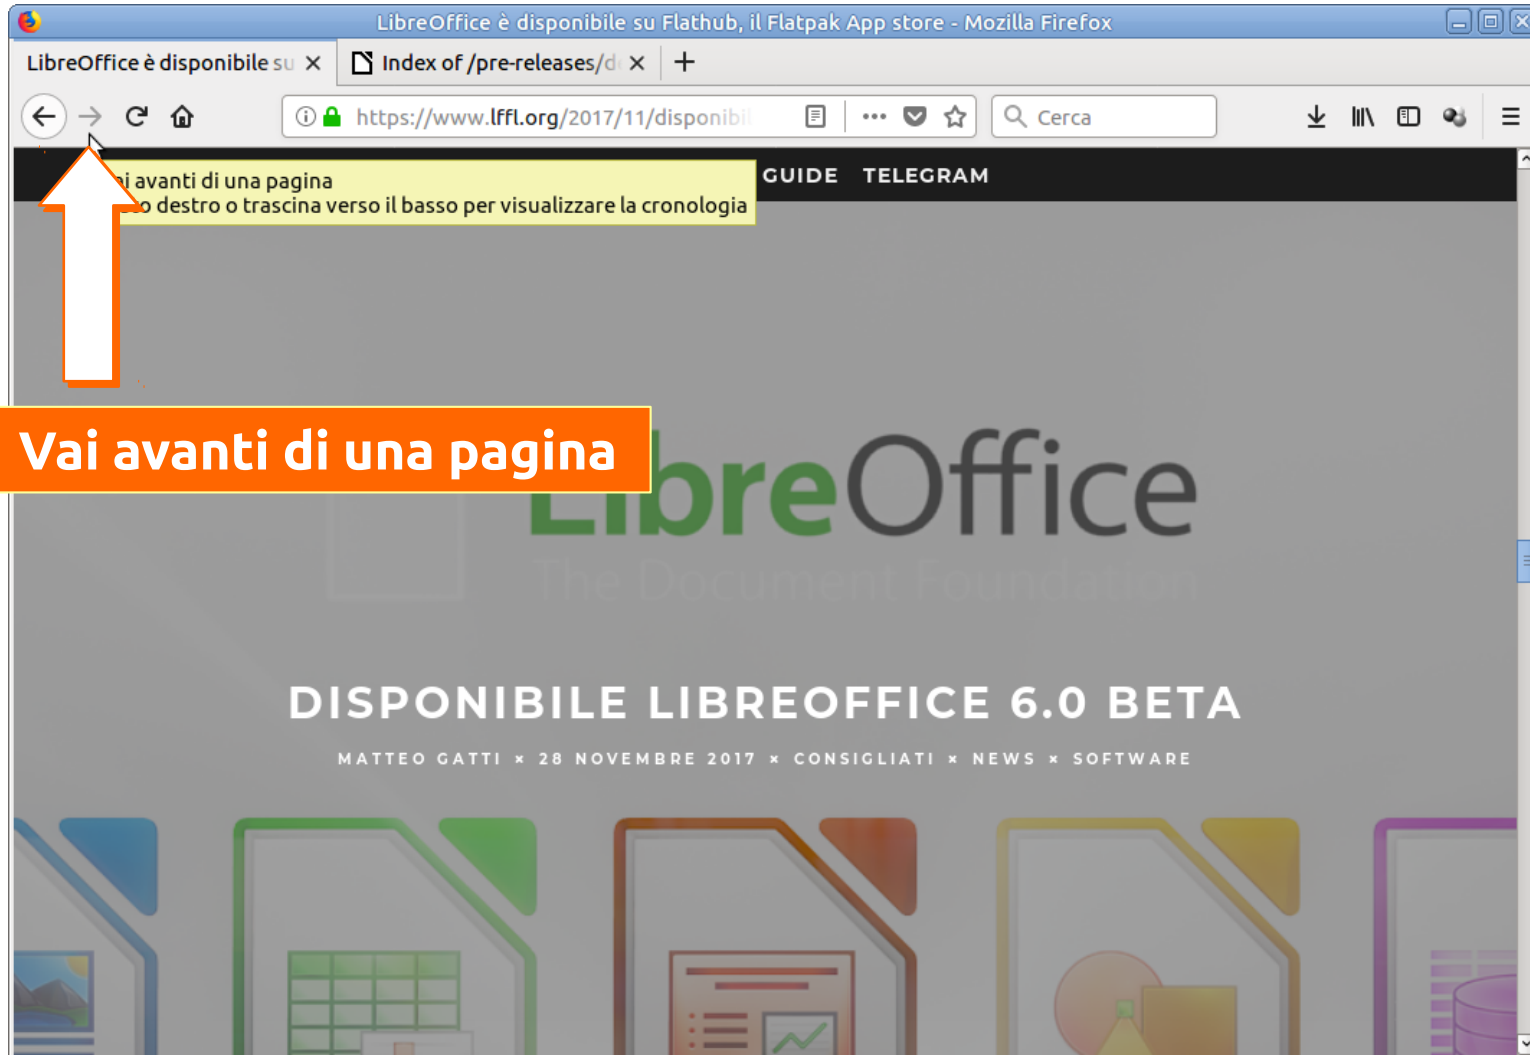 LibreOffice è disponibile su Flathub, il Flatpak App store - Mozilla Firefox
LibreOffice è disponibile su
Index of /pre-releases/d
https://www.lffl.org/2017/11/disponibil
Cerca
GUIDE TELEGRAM
avanti di una pagina
destro o trascina verso il basso per visualizzare la cronologia
Vai avanti di una pagina
LibreOffice
The Document Foundation
DISPONIBILE LIBREOFFICE 6.0 BETA
MATTEO GATTI × 28 NOVEMBRE 2017 × CONSIGLIATI × NEWS × SOFTWARE